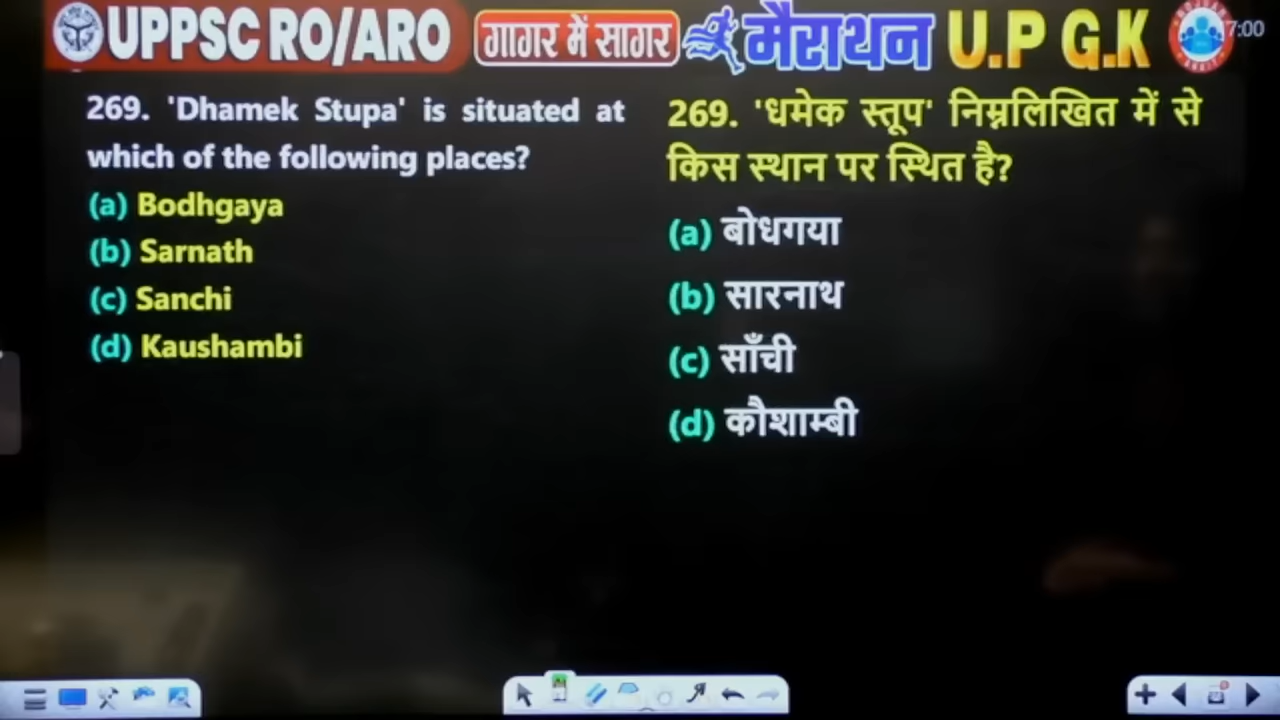 UPPSC RO/ARO गागर में सागर मैराथन U.P G.K 7:00
269. 'Dhamek Stupa' is situated at
which of the following places?
(a) Bodhgaya
(b) Sarnath
(c) Sanchi
(d) Kaushambi
269. 'धमेक स्तूप' निम्नलिखित में से
किस स्थान पर स्थित है?
(a) बोधगया
(b) सारनाथ
(c) साँची
(d) कौशाम्बी